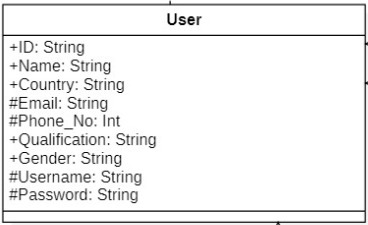 User
+ID: String
+Name: String
+Country: String
#Email: String
#Phone_No: Int
+Qualification: String
+Gender: String
#Username: String
#Password: String